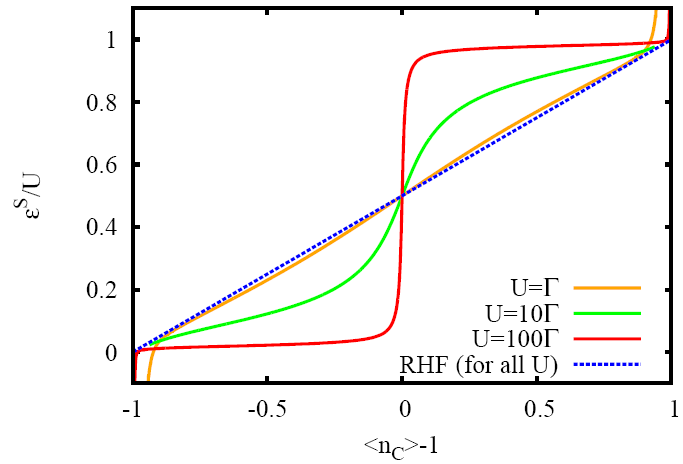 1
0.8
0.6
0.4
0.2
0
ε^S/U
U=Γ
U=10Γ
U=100Γ
RHF (for all U)
-1 -0.5 0 0.5 1
<n_C>-1